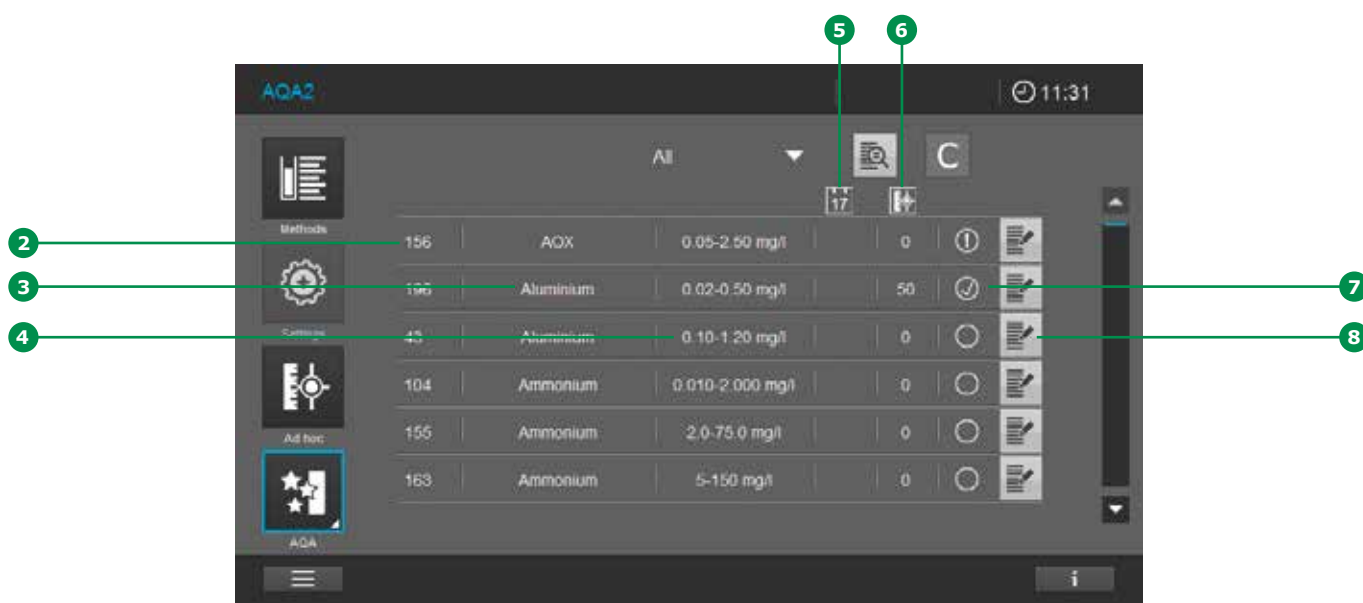 5 6
AQA2 11:31
All C
17
Methods
2 156 AOX 0.05-2.50 mg/l 0
3 196 Aluminium 0.02-0.50 mg/l 50 7
Settings
4 43 Aluminium 0.10-1.20 mg/l 0 8
104 Ammonium 0.010-2.000 mg/l 0
Ad hoc
155 Ammonium 2.0-75.0 mg/l 0
163 Ammonium 5-150 mg/l 0
AQA
i